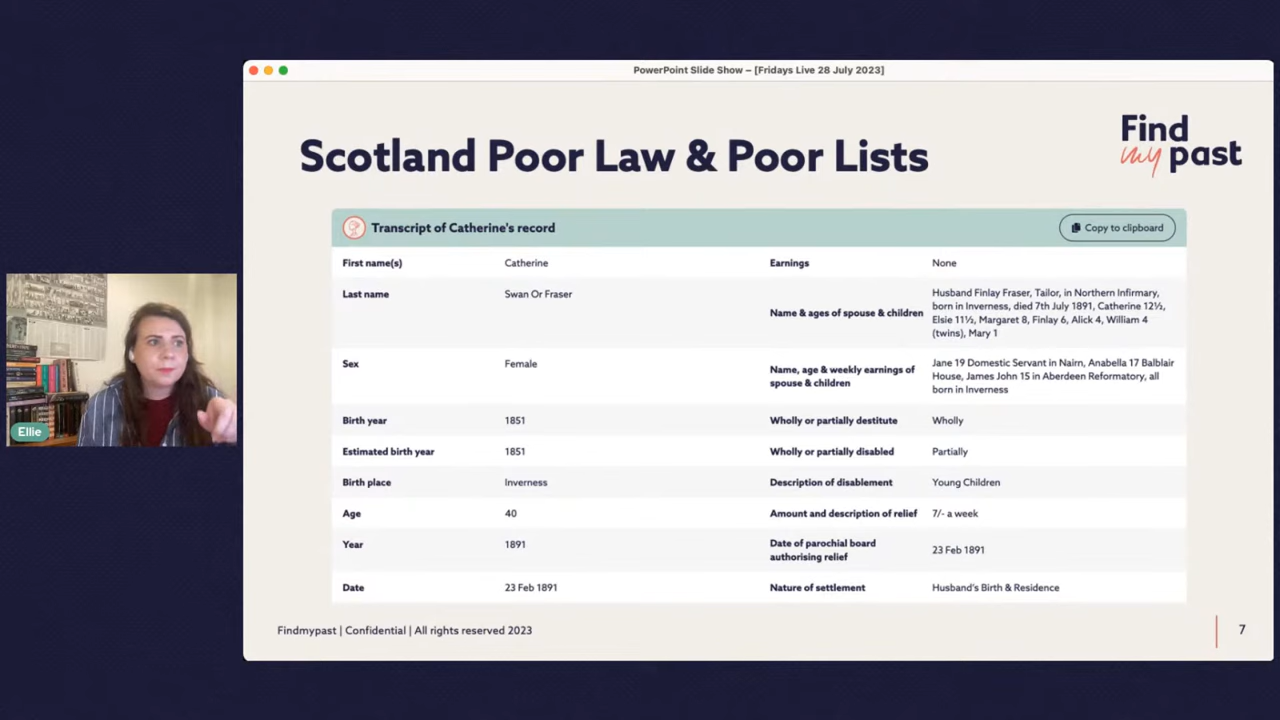 PowerPoint Slide Show – [Fridays Live 28 July 2023]
Scotland Poor Law & Poor Lists
Find
my past
Transcript of Catherine's record
Copy to clipboard
First name(s) Catherine
Last name Swan Or Fraser
Sex Female
Birth year 1851
Estimated birth year 1851
Birth place Inverness
Age 40
Year 1891
Date 23 Feb 1891
Earnings None
Name & ages of spouse & children
Husband Finlay Fraser, Tailor, in Northern Infirmary,
born in Inverness, died 7th July 1891, Catherine 12½,
Elsie 11½, Margaret 8, Finlay 6, Alick 4, William 4
(twins), Mary 1
Name, age & weekly earnings of
spouse & children
Jane 19 Domestic Servant in Nairn, Anabella 17 Balblair
House, James John 15 in Aberdeen Reformatory, all
born in Inverness
Wholly or partially destitute Wholly
Wholly or partially disabled Partially
Description of disablement Young Children
Amount and description of relief 7/- a week
Date of parochial board
authorising relief
23 Feb 1891
Nature of settlement Husband's Birth & Residence
Findmypast | Confidential | All rights reserved 2023
7
Ellie